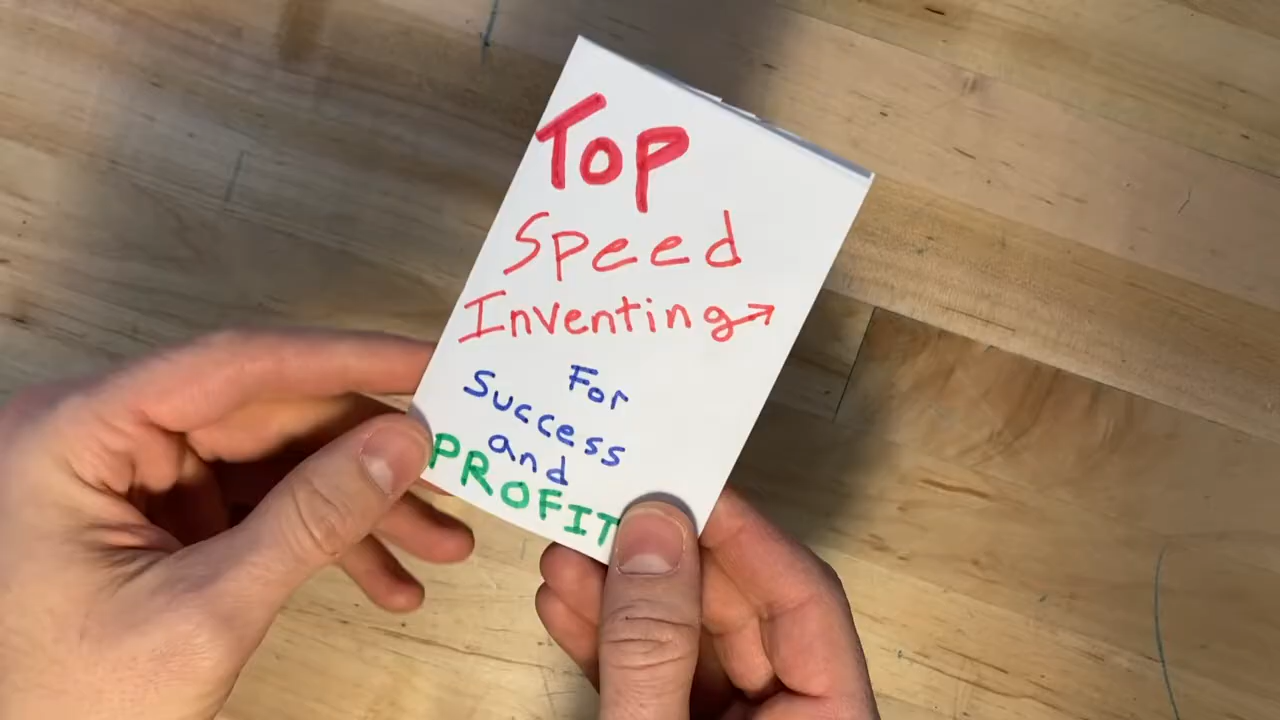 Top
Speed
Inventing→
For
Success
and
PROFIT